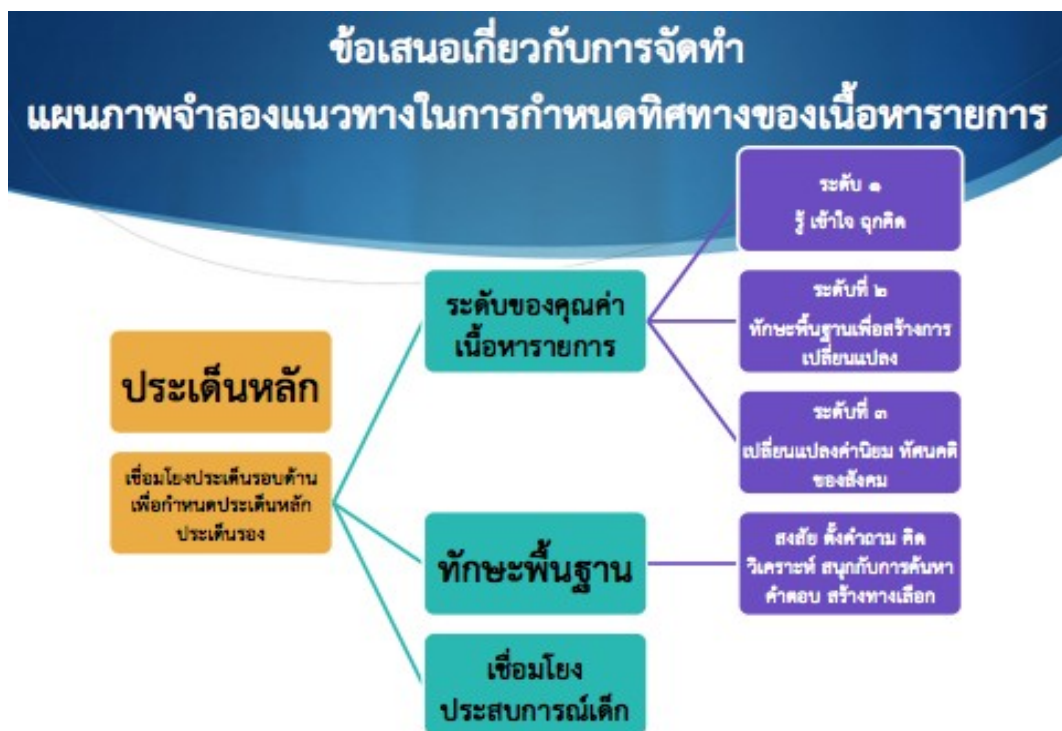 ข้อเสนอเกี่ยวกับการจัดทำ
แผนภาพจำลองแนวทางในการกำหนดทิศทางของเนื้อหารายการ
ประเด็นหลัก
เชื่อมโยงประเด็นรอบด้าน
เพื่อกำหนดประเด็นหลัก
ประเด็นรอง
ระดับของคุณค่า
เนื้อหารายการ
ระดับ ๑
รู้ เข้าใจ ฉุกคิด
ระดับที่ ๒
ทักษะพื้นฐานเพื่อสร้างการ
เปลี่ยนแปลง
ระดับที่ ๓
เปลี่ยนแปลงค่านิยม ทัศนคติ
ของสังคม
ทักษะพื้นฐาน
สงสัย ตั้งคำถาม คิด
วิเคราะห์ สนุกกับการค้นหา
คำตอบ สร้างทางเลือก
เชื่อมโยง
ประสบการณ์เด็ก